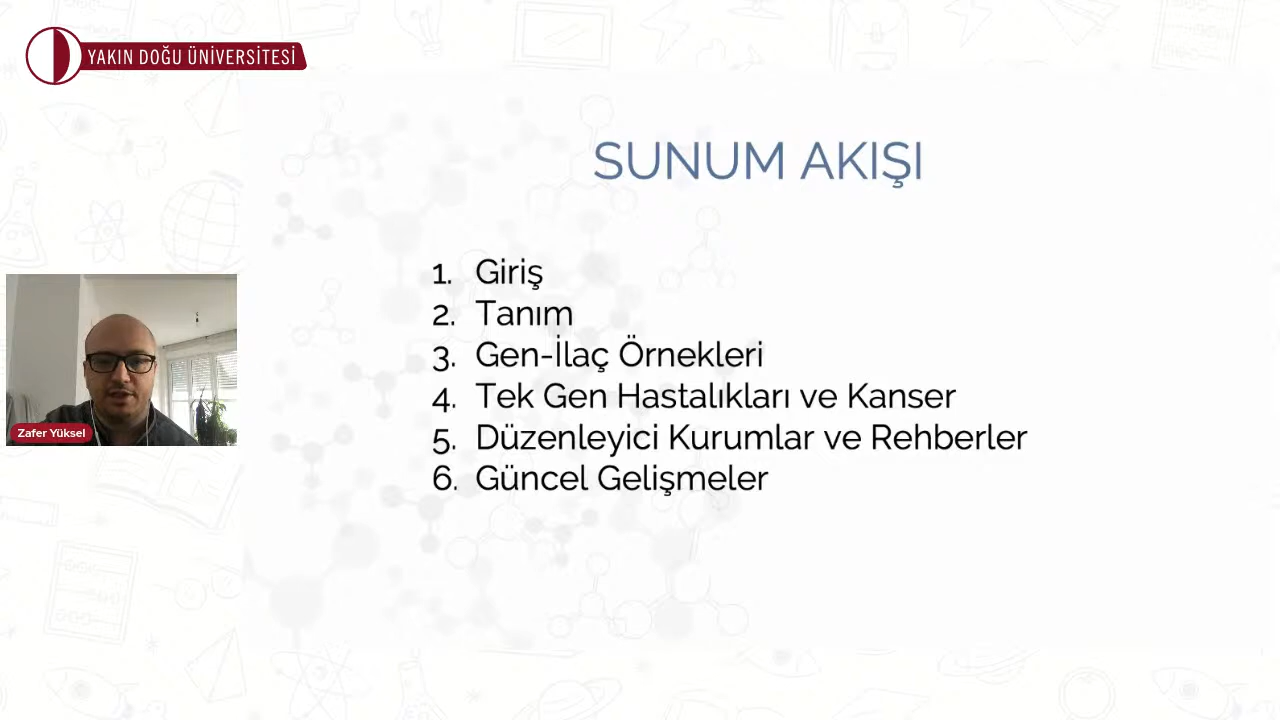 YAKIN DOĞU ÜNİVERSİTESİ
SUNUM AKIŞI
1. Giriş
2. Tanım
3. Gen-İlaç Örnekleri
4. Tek Gen Hastalıkları ve Kanser
5. Düzenleyici Kurumlar ve Rehberler
6. Güncel Gelişmeler
Zafer Yüksel